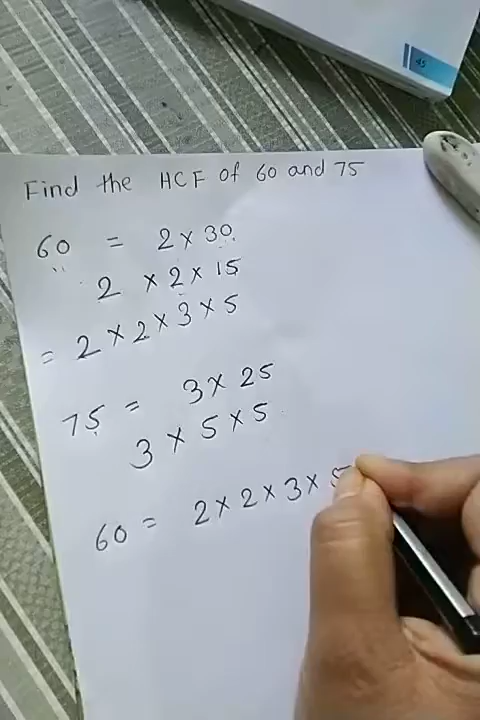 45
Find the HCF of 60 and 75
60 = 2 × 30
2 × 2 × 15
= 2 × 2 × 3 × 5
75 = 3 × 25
3 × 5 × 5
60 = 2 × 2 × 3 × 5